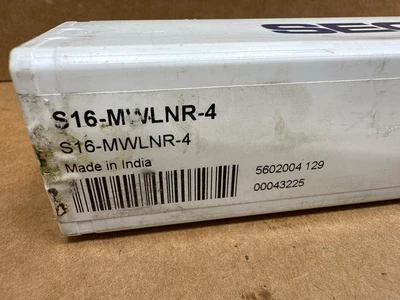 S16-MWLNR-4
S16-MWLNR-4
Made in India
5602004 129
00043225